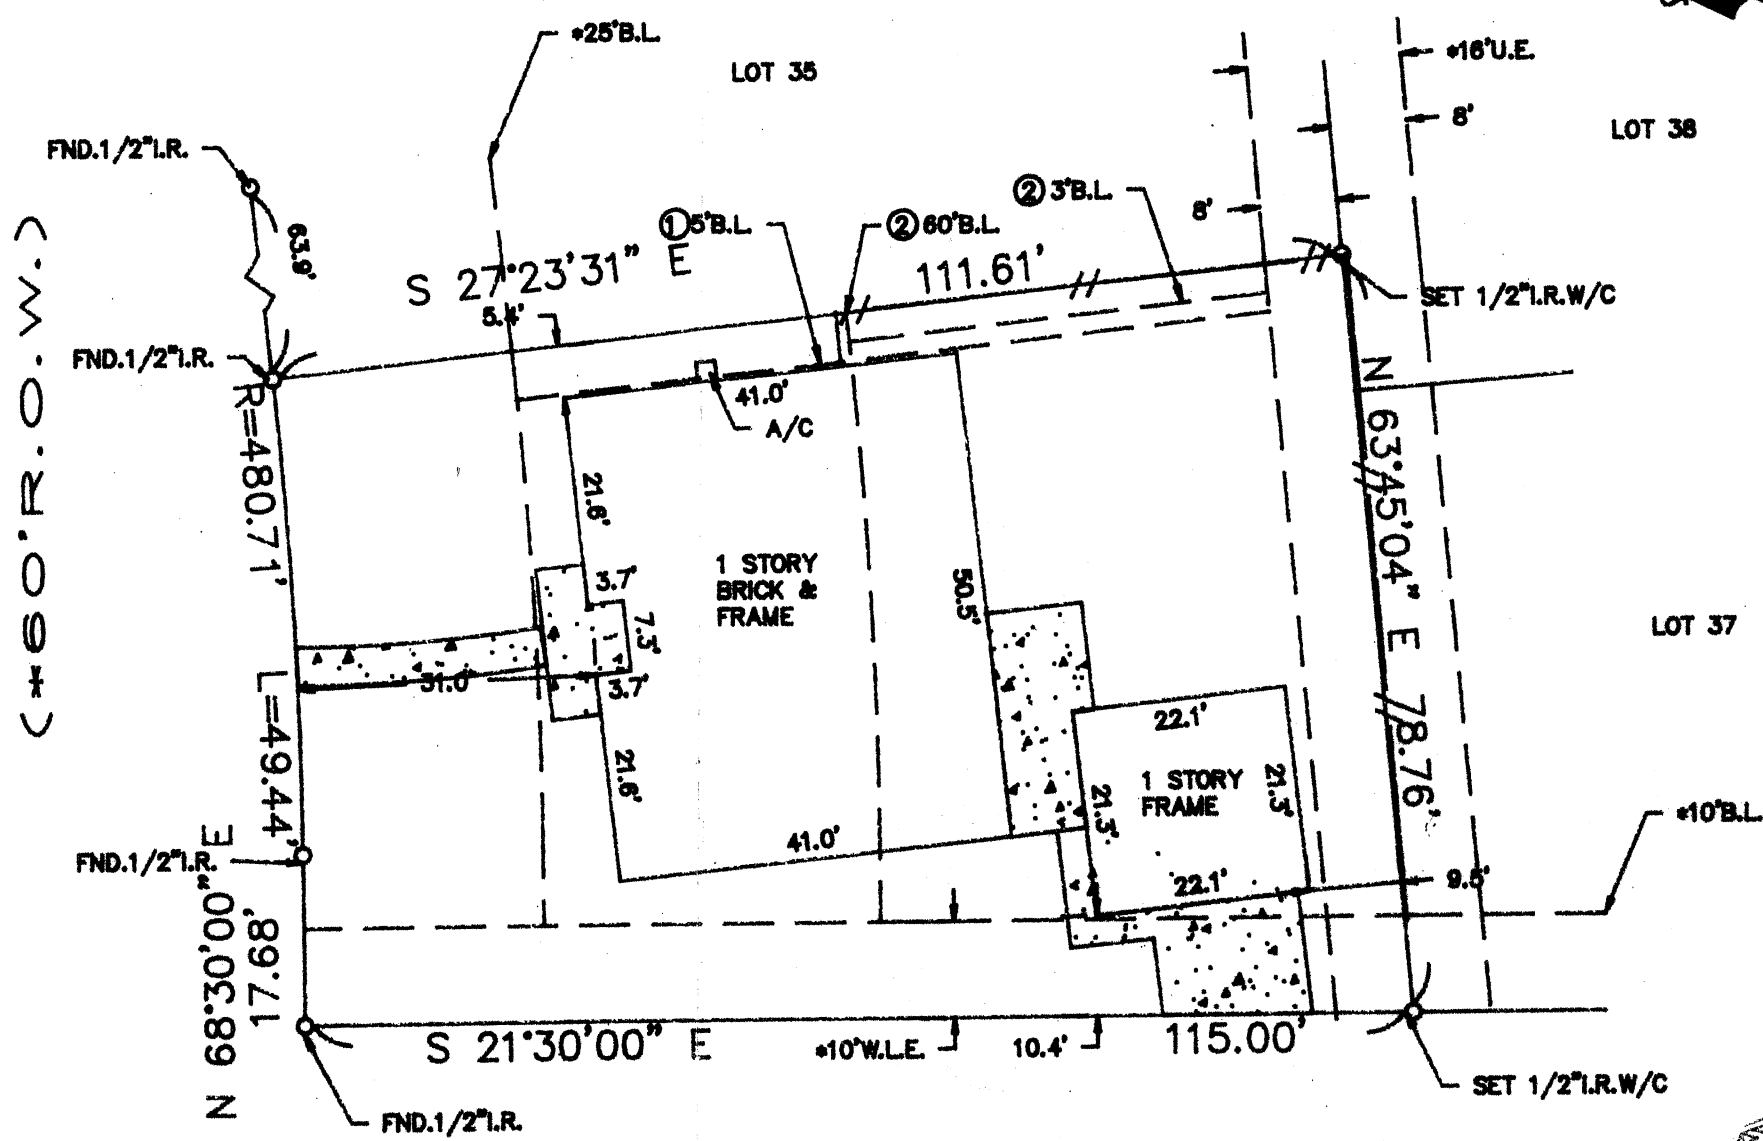 *25'B.L.
LOT 35
*16'U.E.
8'
LOT 38
FND.1/2"I.R.
63.9'
① 5'B.L.
② 60'B.L.
② 3'B.L.
8'
S 27°23'31" E
111.61'
5.4'
SET 1/2"I.R.W/C
FND.1/2"I.R.
(*60'R.O.W.)
R=480.71'
L=49.44'
41.0'
A/C
21.6'
3.7'
7.3'
3.7'
31.0'
21.6'
1 STORY
BRICK &
FRAME
50.5'
N 63°45'04" E 78.76'
LOT 37
22.1'
21.3'
1 STORY
FRAME
21.3'
22.1'
41.0'
*10'B.L.
9.5'
FND.1/2"I.R.
N 68°30'00" E
17.68'
S 21°30'00" E
*10'W.L.E.
10.4'
115.00'
SET 1/2"I.R.W/C
FND.1/2"I.R.